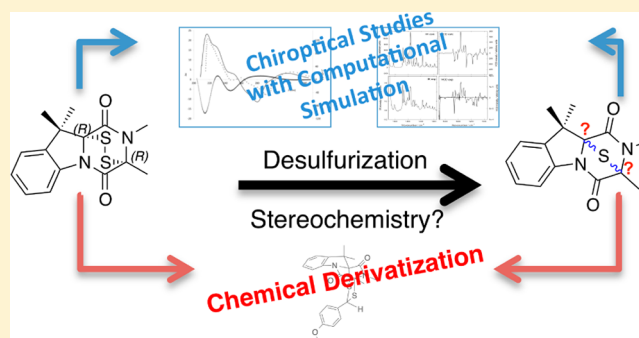 Chiroptical Studies
with Computational
Simulation
O
(R)
S
N
N
S
(R)
O
Desulfurization
Stereochemistry?
O
?
S
N
N
?
O
N
O
O
S
H
O
Chemical Derivatization